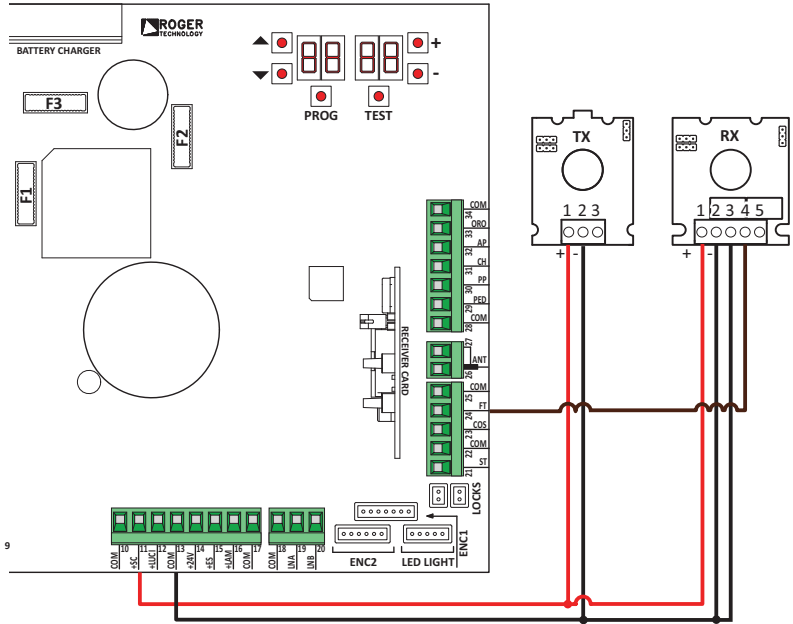 ROGER
TECHNOLOGY
BATTERY CHARGER
F3
F2
F1
+
-
PROG
TEST
TX
1 2 3
+ -
RX
1 2 3 4 5
+ -
COM
34
ORO
33
AP
32
CH
31
PP
30
PED
29
COM
28
27
ANT
26
COM
25
FT
24
COS
23
COM
22
ST
21
RECEIVER CARD
LOCKS
ENC1
ENC2
LED LIGHT
9
COM
10
+SC
11
+LUCI
12
COM
13
+24V
14
+ES
15
+LAM
16
COM
17
COM
18
LNA
19
LNB
20